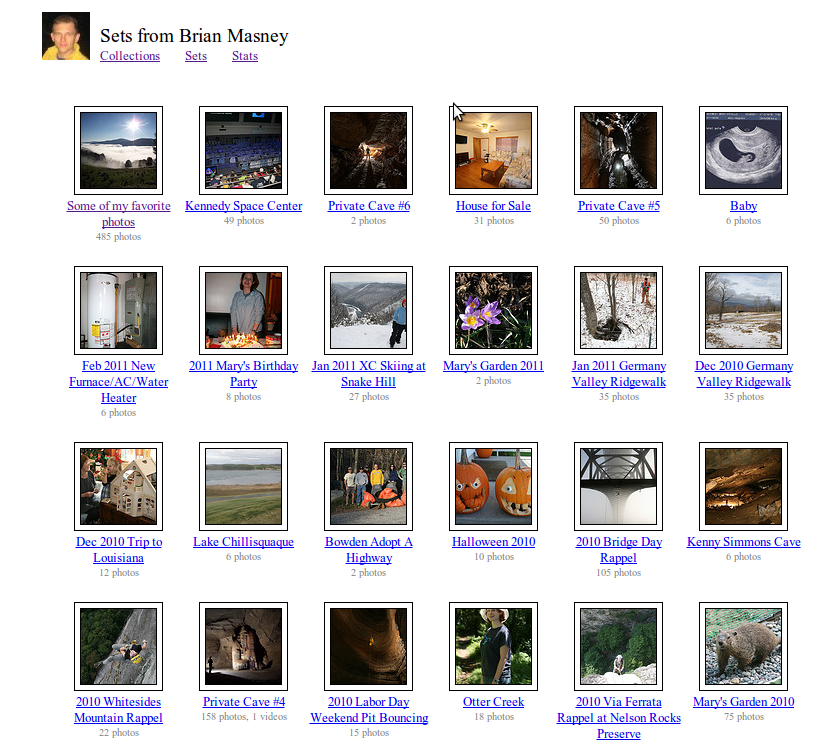 Sets from Brian Masney
Collections Sets Stats
Some of my favorite
photos
485 photos
Kennedy Space Center
49 photos
Private Cave #6
2 photos
House for Sale
31 photos
Private Cave #5
50 photos
Baby
6 photos
Feb 2011 New
Furnace/AC/Water
Heater
6 photos
2011 Mary's Birthday
Party
8 photos
Jan 2011 XC Skiing at
Snake Hill
27 photos
Mary's Garden 2011
2 photos
Jan 2011 Germany
Valley Ridgewalk
35 photos
Dec 2010 Germany
Valley Ridgewalk
35 photos
Dec 2010 Trip to
Louisiana
12 photos
Lake Chillisquaque
6 photos
Bowden Adopt A
Highway
2 photos
Halloween 2010
10 photos
2010 Bridge Day
Rappel
105 photos
Kenny Simmons Cave
6 photos
2010 Whitesides
Mountain Rappel
22 photos
Private Cave #4
158 photos, 1 videos
2010 Labor Day
Weekend Pit Bouncing
15 photos
Otter Creek
18 photos
2010 Via Ferrata
Rappel at Nelson Rocks
Preserve
Mary's Garden 2010
75 photos